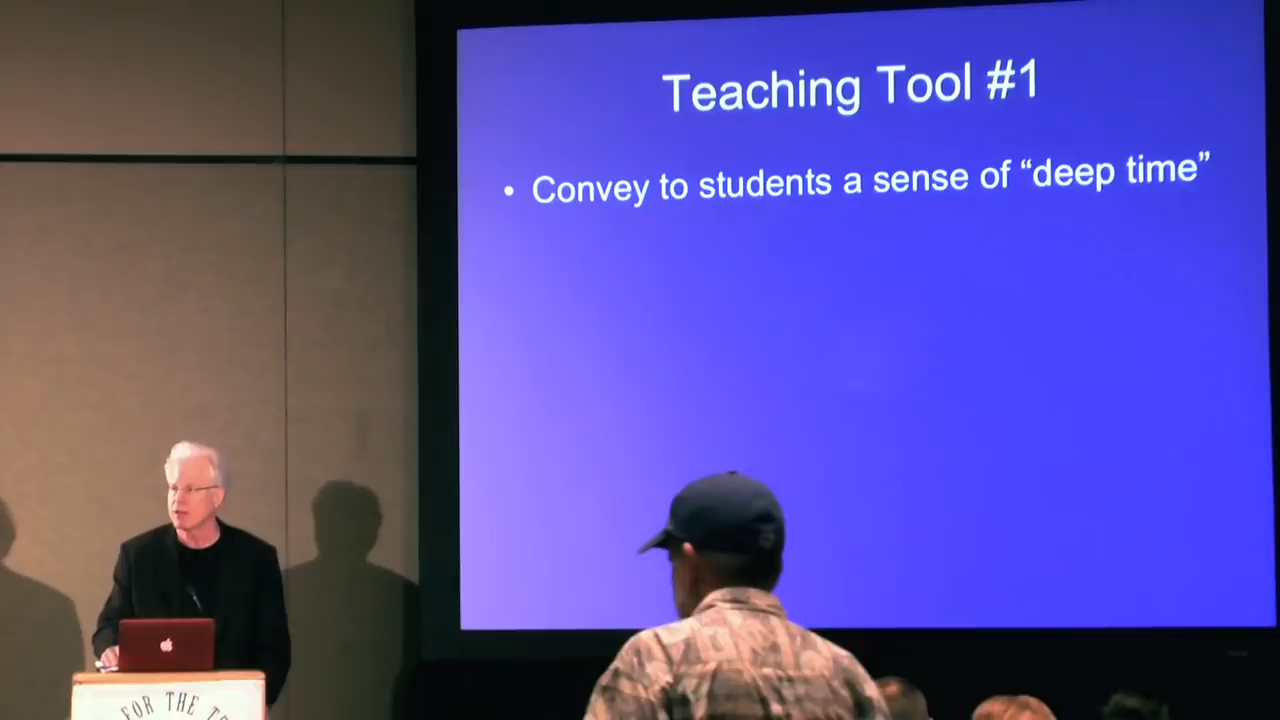 Teaching Tool #1
• Convey to students a sense of “deep time”
FOR THE